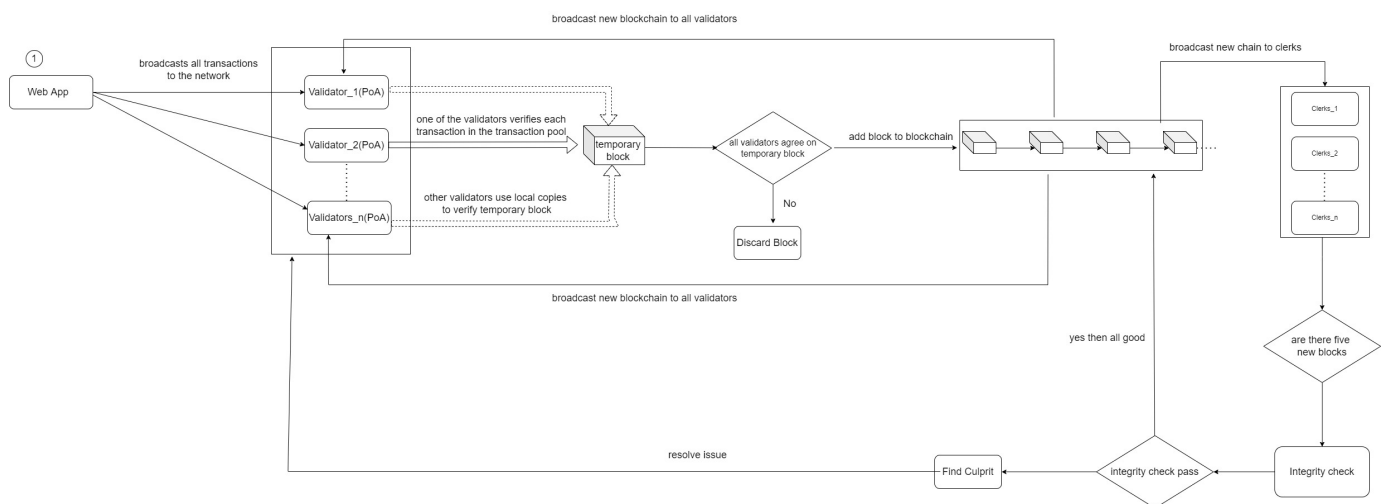 broadcast new blockchain to all validators
broadcast new chain to clerks
1
broadcasts all transactions
to the network
Web App
Validator_1(PoA)
Clerks_1
one of the validators verifies each
transaction in the transaction pool
Validator_2(PoA)
temporary
block
all validators agree on
temporary block
add block to blockchain
Clerks_2
other validators use local copies
to verify temporary block
Validators_n(PoA)
No
Clerks_n
Discard Block
broadcast new blockchain to all validators
yes then all good
are there five
new blocks
resolve issue
Find Culprit
integrity check pass
Integrity check